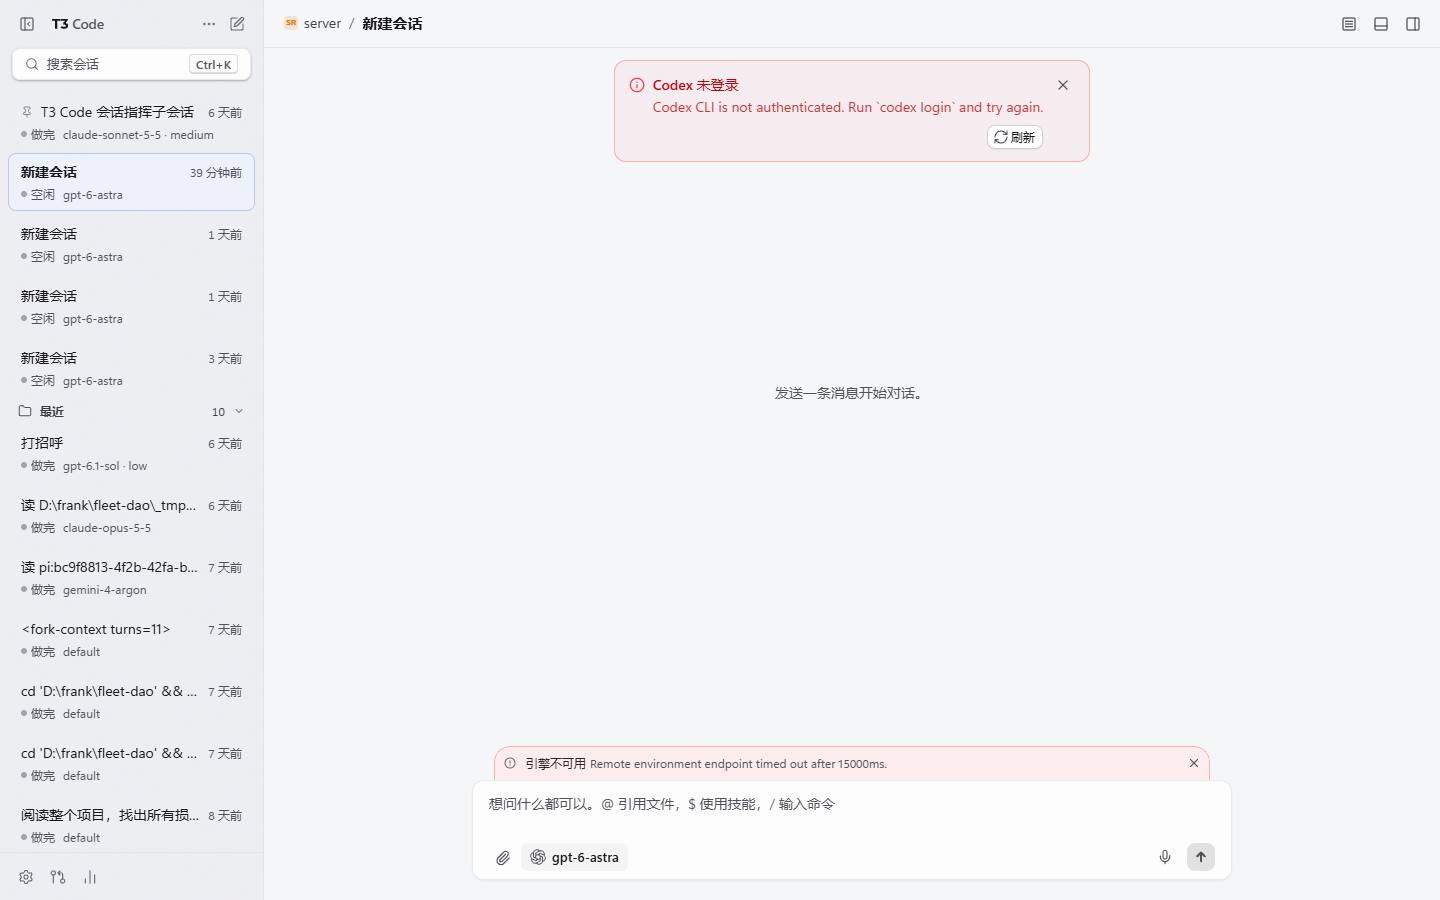 T3 Code
搜索会话 Ctrl+K
T3 Code 会话指挥子会话 6 天前
做完 claude-sonnet-5-5 · medium
新建会话 39 分钟前
空闲 gpt-6-astra
新建会话 1 天前
空闲 gpt-6-astra
新建会话 1 天前
空闲 gpt-6-astra
新建会话 3 天前
空闲 gpt-6-astra
最近 10
打招呼 6 天前
做完 gpt-6.1-sol · low
读 D:\frank\fleet-dao\_tmp... 6 天前
做完 claude-opus-5-5
读 pi:bc9f8813-4f2b-42fa-b... 7 天前
做完 gemini-4-argon
<fork-context turns=11> 7 天前
做完 default
cd 'D:\frank\fleet-dao' && ... 7 天前
做完 default
cd 'D:\frank\fleet-dao' && ... 7 天前
做完 default
阅读整个项目，找出所有损... 8 天前
做完 default
SR server / 新建会话
Codex 未登录
Codex CLI is not authenticated. Run `codex login` and try again.
刷新
发送一条消息开始对话。
引擎不可用 Remote environment endpoint timed out after 15000ms.
想问什么都可以。@ 引用文件，$ 使用技能，/ 输入命令
gpt-6-astra